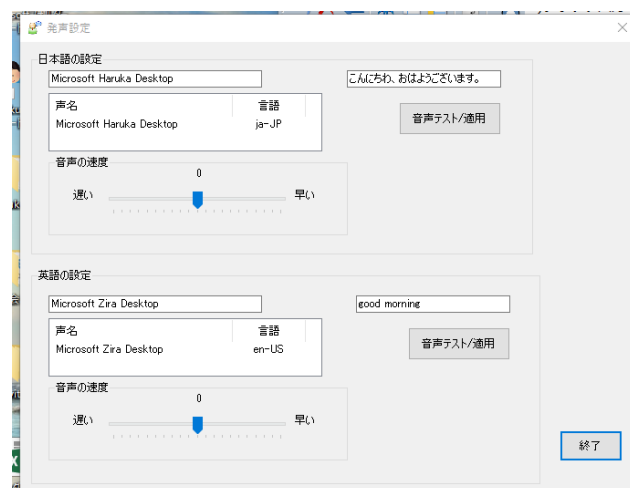 発声設定
日本語の設定
Microsoft Haruka Desktop
こんにちわ、おはようございます。
声名 言語
Microsoft Haruka Desktop ja-JP
音声テスト/適用
音声の速度
0
遅い 早い
英語の設定
Microsoft Zira Desktop
good morning
声名 言語
Microsoft Zira Desktop en-US
音声テスト/適用
音声の速度
0
遅い 早い
終了